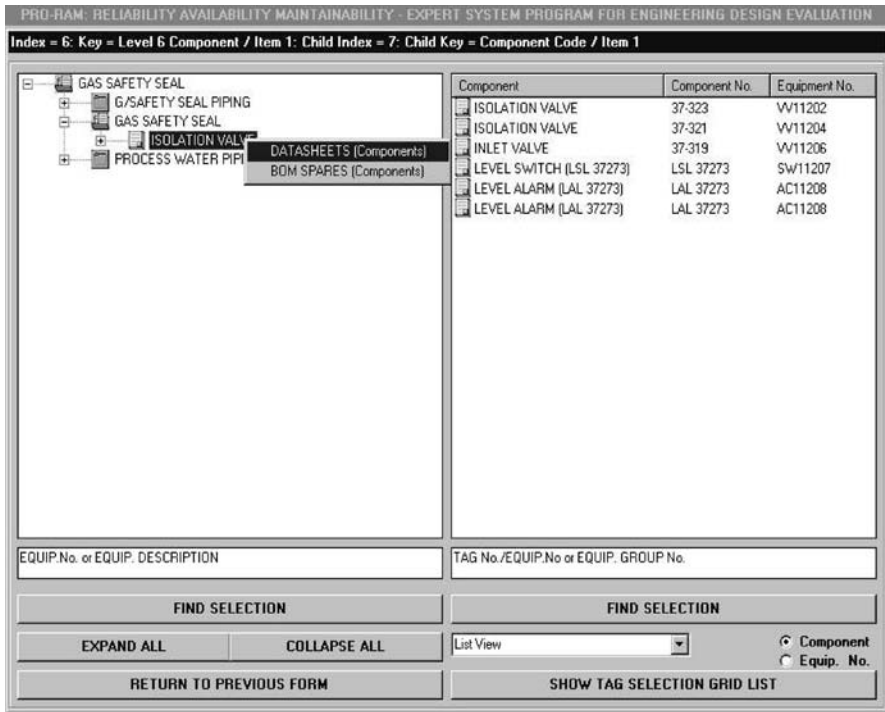 PRO-RAM: RELIABILITY AVAILABILITY MAINTAINABILITY - EXPERT SYSTEM PROGRAM FOR ENGINEERING DESIGN EVALUATION
Index = 6: Key = Level 6 Component / Item 1: Child Index = 7: Child Key = Component Code / Item 1
GAS SAFETY SEAL
G/SAFETY SEAL PIPING
GAS SAFETY SEAL
ISOLATION VALVE
PROCESS WATER PIPI
DATASHEETS (Components)
BOM SPARES (Components)
Component Component No. Equipment No.
ISOLATION VALVE 37-323 VV11202
ISOLATION VALVE 37-321 VV11204
INLET VALVE 37-319 VV11206
LEVEL SWITCH (LSL 37273) LSL 37273 SW11207
LEVEL ALARM (LAL 37273) LAL 37273 AC11208
LEVEL ALARM (LAL 37273) LAL 37273 AC11208
EQUIP.No. or EQUIP. DESCRIPTION
TAG No./EQUIP.No or EQUIP. GROUP No.
FIND SELECTION
FIND SELECTION
EXPAND ALL
COLLAPSE ALL
List View
Component
Equip. No.
RETURN TO PREVIOUS FORM
SHOW TAG SELECTION GRID LIST